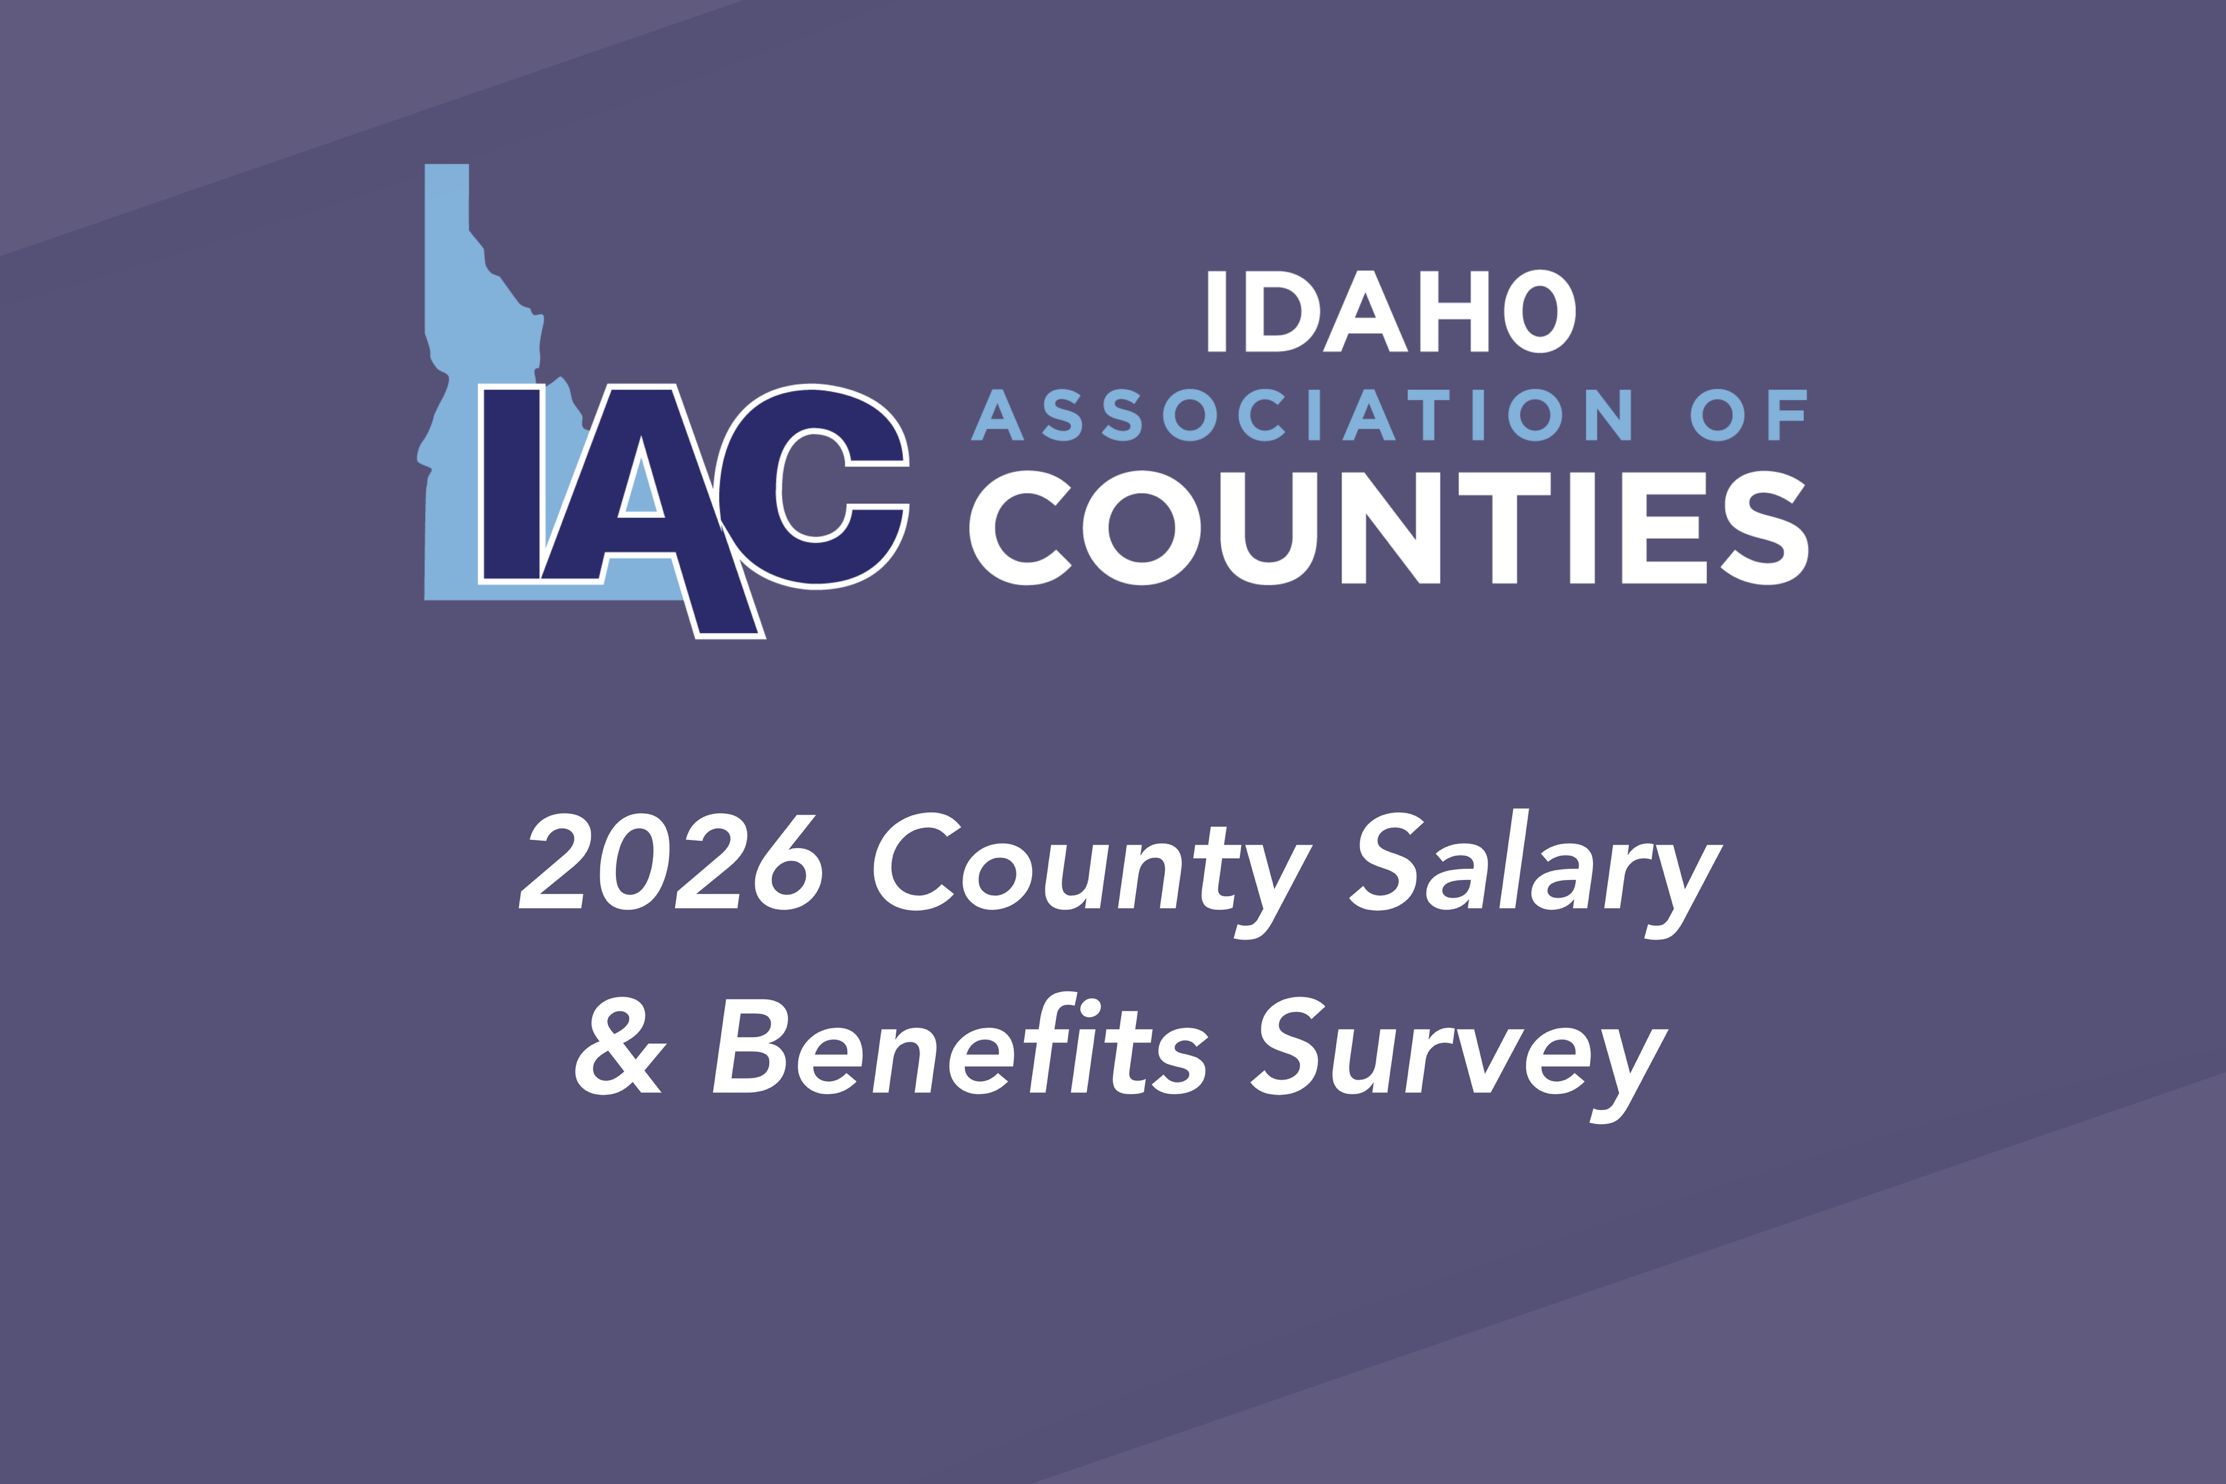 IAC
IDAHO
ASSOCIATION OF
COUNTIES
2026 County Salary
& Benefits Survey